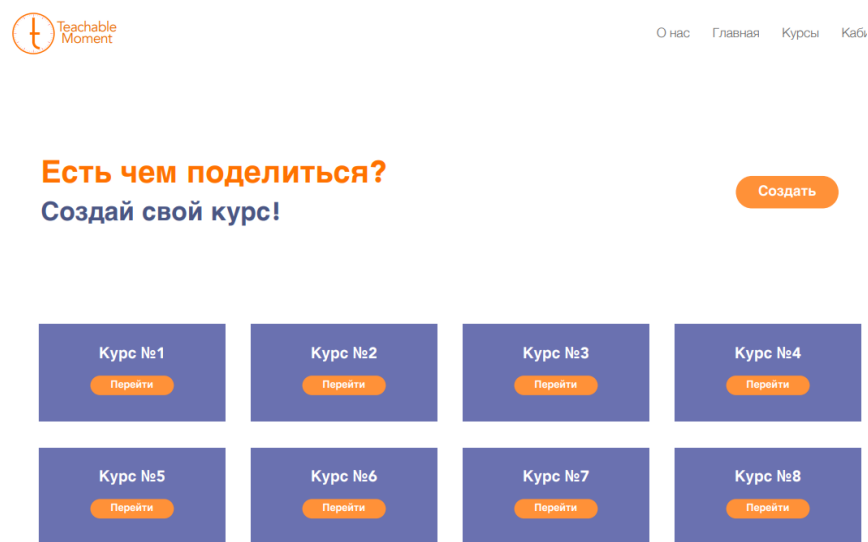 Teachable
Moment
О нас Главная Курсы
Есть чем поделиться?
Создай свой курс!
Создать
Курс №1 Курс №2 Курс №3 Курс №4
Перейти Перейти Перейти Перейти
Курс №5 Курс №6 Курс №7 Курс №8
Перейти Перейти Перейти Перейти